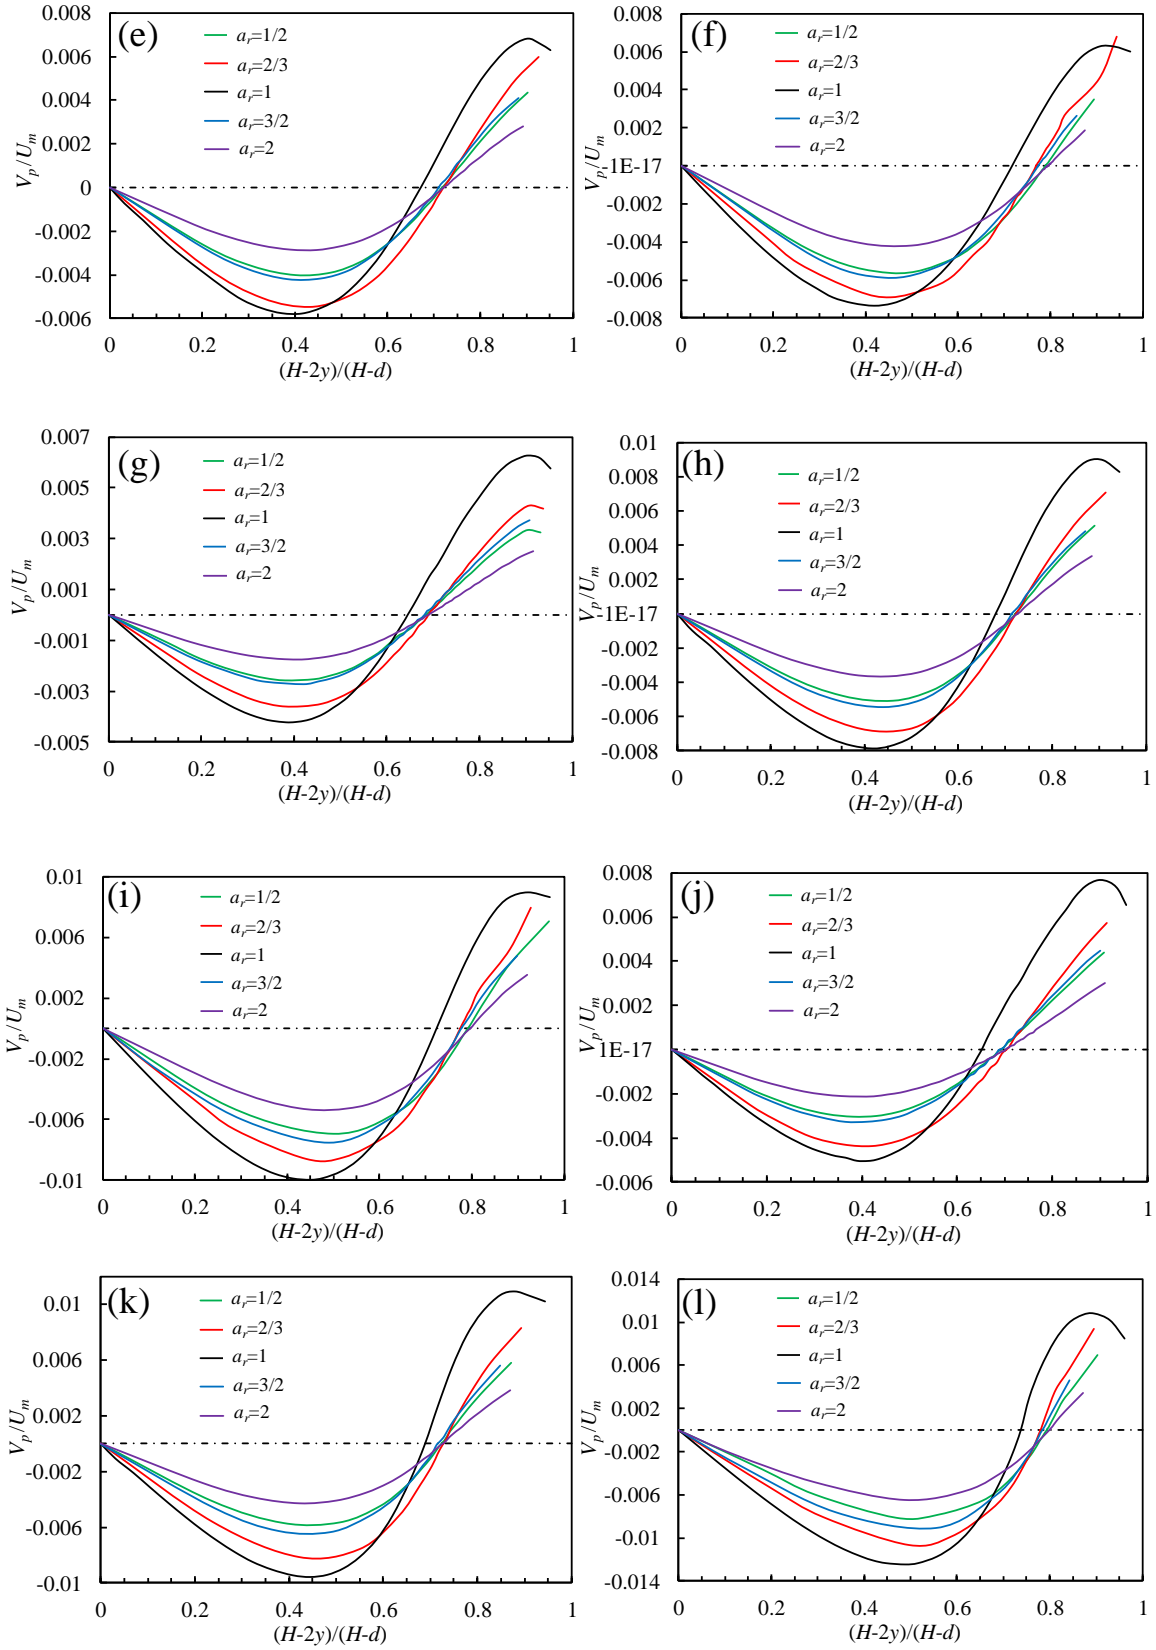 (e)
a_r=1/2
a_r=2/3
a_r=1
a_r=3/2
a_r=2
V_p/U_m
0.008
0.006
0.004
0.002
0
-0.002
-0.004
-0.006
0 0.2 0.4 0.6 0.8 1
(H-2y)/(H-d)
(f)
a_r=1/2
a_r=2/3
a_r=1
a_r=3/2
a_r=2
V_p/U_m
0.008
0.006
0.004
0.002
-1E-17
-0.002
-0.004
-0.006
-0.008
0 0.2 0.4 0.6 0.8 1
(H-2y)/(H-d)
(g)
a_r=1/2
a_r=2/3
a_r=1
a_r=3/2
a_r=2
V_p/U_m
0.007
0.005
0.003
0.001
-0.001
-0.003
-0.005
0 0.2 0.4 0.6 0.8 1
(H-2y)/(H-d)
(h)
a_r=1/2
a_r=2/3
a_r=1
a_r=3/2
a_r=2
V_p/U_m
0.01
0.008
0.006
0.004
0.002
-1E-17
-0.002
-0.004
-0.006
-0.008
0 0.2 0.4 0.6 0.8 1
(H-2y)/(H-d)
(i)
a_r=1/2
a_r=2/3
a_r=1
a_r=3/2
a_r=2
V_p/U_m
0.01
0.006
0.002
-0.002
-0.006
-0.01
0 0.2 0.4 0.6 0.8 1
(H-2y)/(H-d)
(j)
a_r=1/2
a_r=2/3
a_r=1
a_r=3/2
a_r=2
V_p/U_m
0.008
0.006
0.004
0.002
1E-17
-0.002
-0.004
-0.006
0 0.2 0.4 0.6 0.8 1
(H-2y)/(H-d)
(k)
a_r=1/2
a_r=2/3
a_r=1
a_r=3/2
a_r=2
V_p/U_m
0.01
0.006
0.002
-0.002
-0.006
-0.01
0 0.2 0.4 0.6 0.8 1
(H-2y)/(H-d)
(l)
a_r=1/2
a_r=2/3
a_r=1
a_r=3/2
a_r=2
V_p/U_m
0.014
0.01
0.006
0.002
-0.002
-0.006
-0.01
-0.014
0 0.2 0.4 0.6 0.8 1
(H-2y)/(H-d)